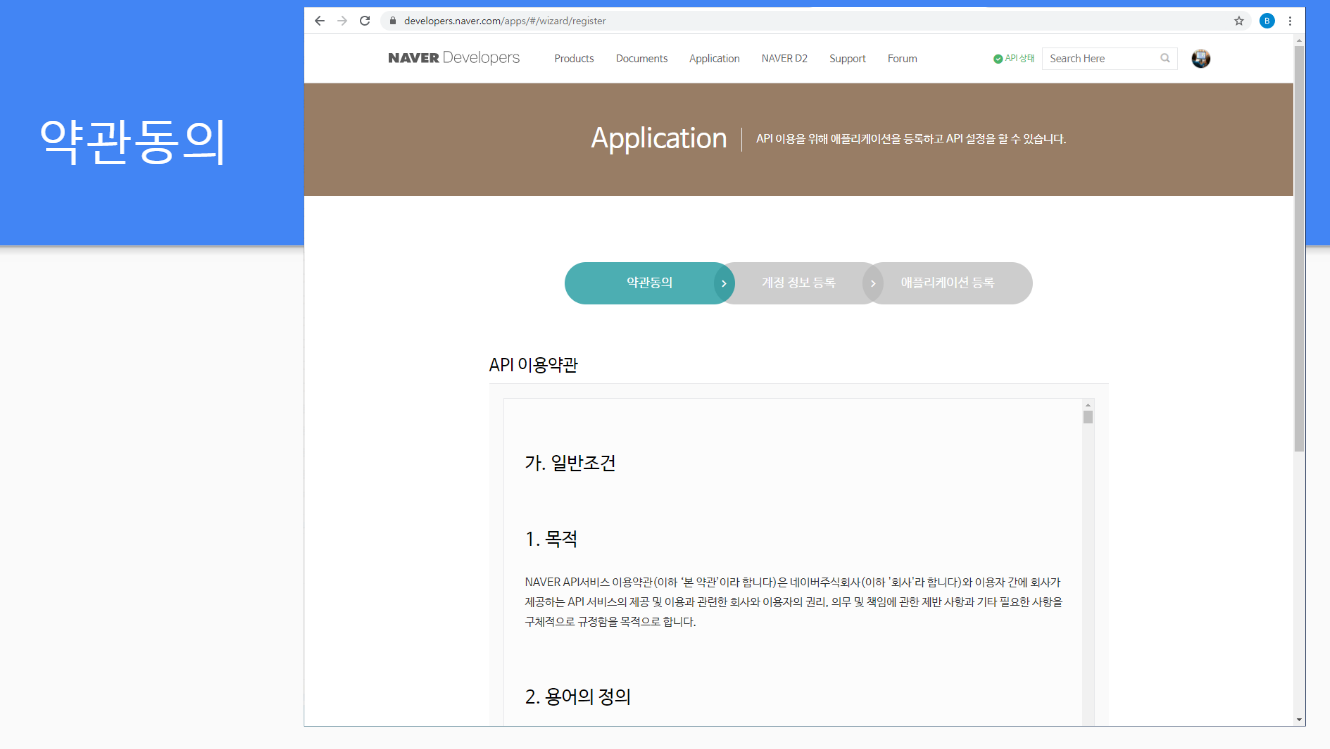 약관동의
developers.naver.com/apps/#/wizard/register
B
NAVER Developers
Products
Documents
Application
NAVER D2
Support
Forum
API 상태
Search Here
Application
API 이용을 위해 애플리케이션을 등록하고 API 설정을 할 수 있습니다.
약관동의
계정 정보 등록
애플리케이션 등록
API 이용약관
가. 일반조건
1. 목적
NAVER API서비스 이용약관(이하 '본 약관'이라 합니다)은 네이버주식회사(이하 '회사'라 합니다)와 이용자 간에 회사가
제공하는 API 서비스의 제공 및 이용과 관련한 회사와 이용자의 권리, 의무 및 책임에 관한 제반 사항과 기타 필요한 사항을
구체적으로 규정함을 목적으로 합니다.
2. 용어의 정의